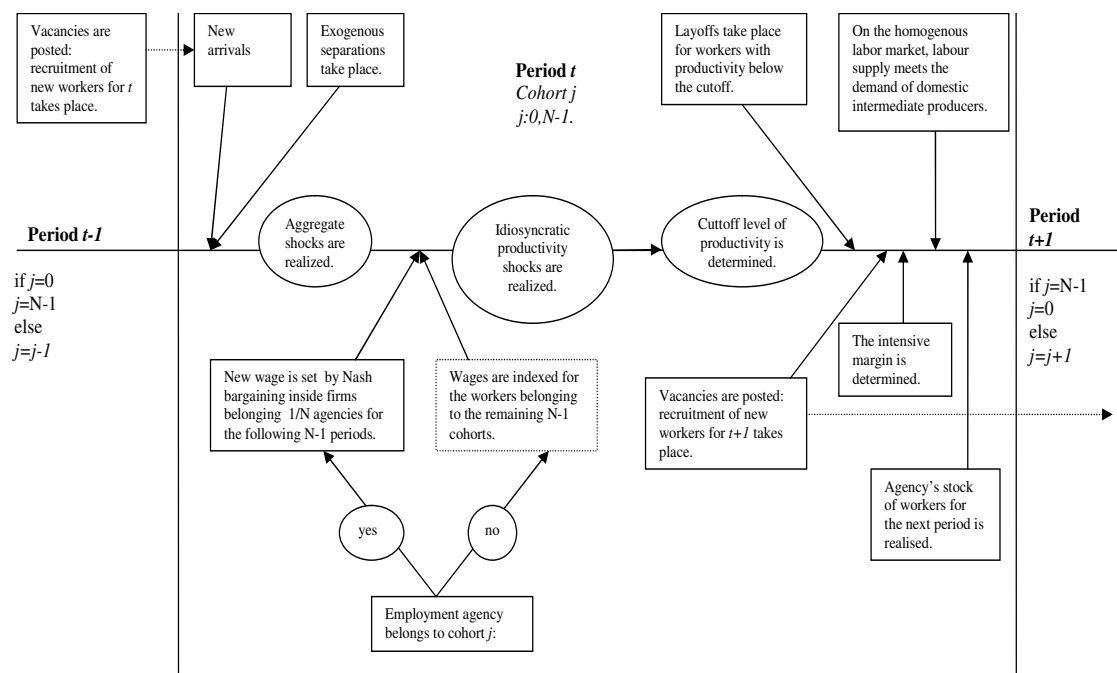 Vacancies are
posted:
recruitment of
new workers for t
takes place.
New
arrivals
Exogenous
separations
take place.
Period t
Cohort j
j:0,N-1.
Layoffs take place
for workers with
productivity below
the cutoff.
On the homogenous
labor market, labour
supply meets the
demand of domestic
intermediate producers.
Period t-1
if j=0
j=N-1
else
j=j-1
Aggregate
shocks are
realized.
Idiosyncratic
productivity
shocks are
realized.
Cuttoff level of
productivity is
determined.
Period
t+1
if j=N-1
j=0
else
j=j+1
New wage is set by Nash
bargaining inside firms
belonging 1/N agencies for
the following N-1 periods.
Wages are indexed for
the workers belonging
to the remaining N-1
cohorts.
The intensive
margin is
determined.
Vacancies are posted:
recruitment of new
workers for t+1 takes
place.
Agency's stock
of workers for
the next period is
realised.
yes
no
Employment agency
belongs to cohort j: